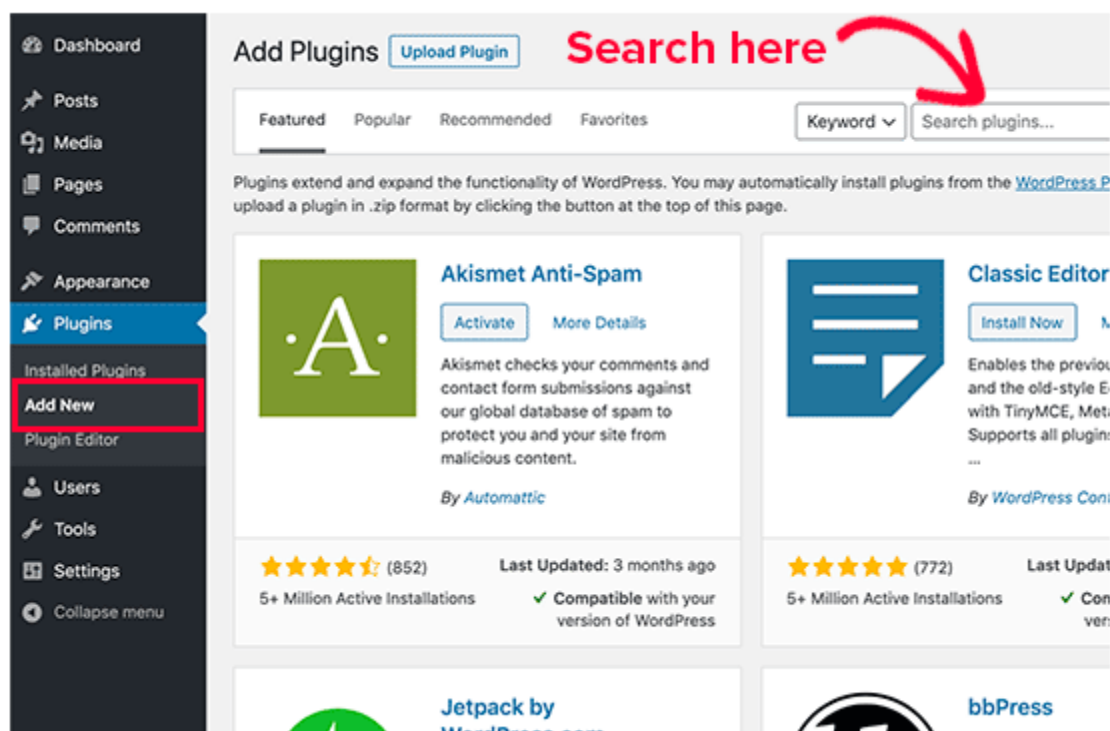 Dashboard
Posts
Media
Pages
Comments
Appearance
Plugins
Installed Plugins
Add New
Plugin Editor
Users
Tools
Settings
Collapse menu
Add Plugins
Upload Plugin
Search here
Featured Popular Recommended Favorites
Keyword
Search plugins...
Plugins extend and expand the functionality of WordPress. You may automatically install plugins from the WordPress P
upload a plugin in .zip format by clicking the button at the top of this page.
A
Akismet Anti-Spam
Activate
More Details
Akismet checks your comments and
contact form submissions against
our global database of spam to
protect you and your site from
malicious content.
By Automattic
(852)
Last Updated: 3 months ago
5+ Million Active Installations
Compatible with your
version of WordPress
Classic Editor
Install Now
Enables the previou
and the old-style E
with TinyMCE, Meta
Supports all plugin
...
By WordPress Cont
(772)
Last Updat
5+ Million Active Installations
Com
ver
Jetpack by
WordPress.com
bbPress